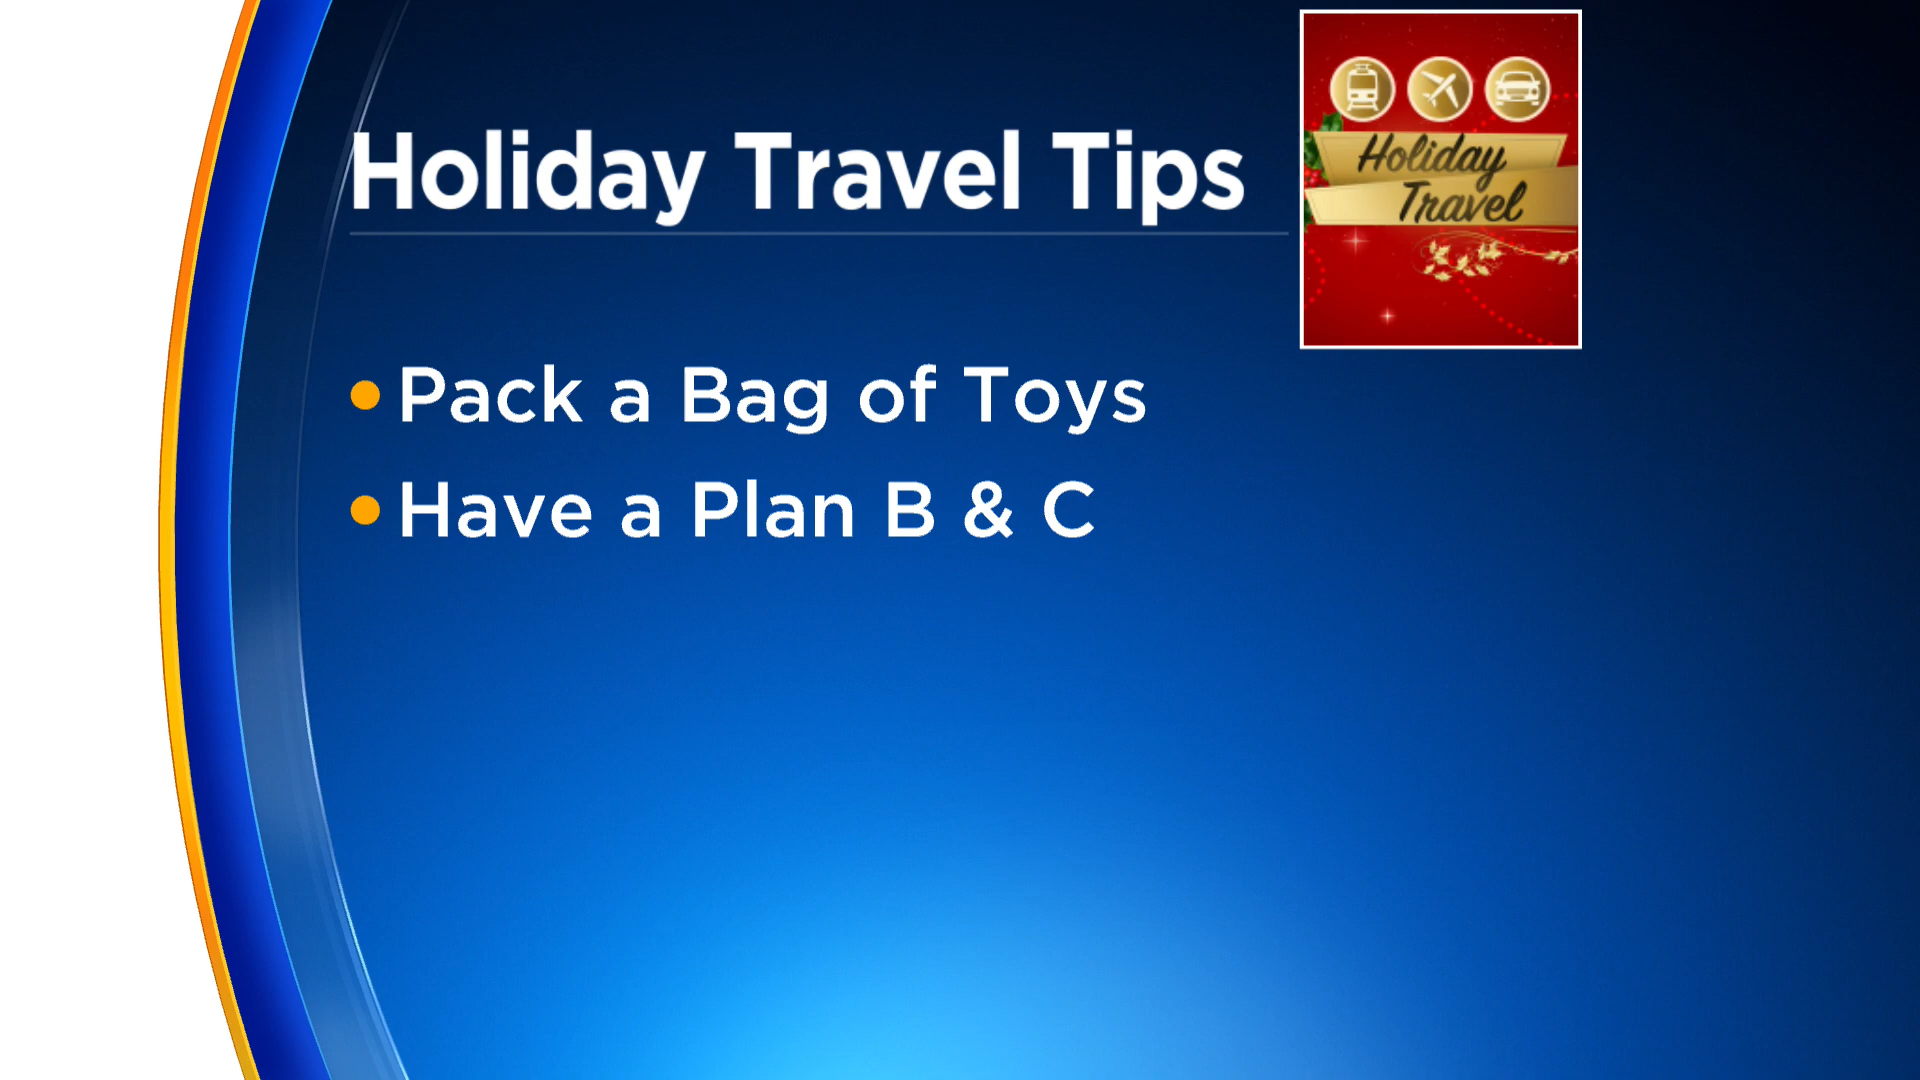 Holiday Travel Tips
Holiday
Travel
Pack a Bag of Toys
Have a Plan B & C